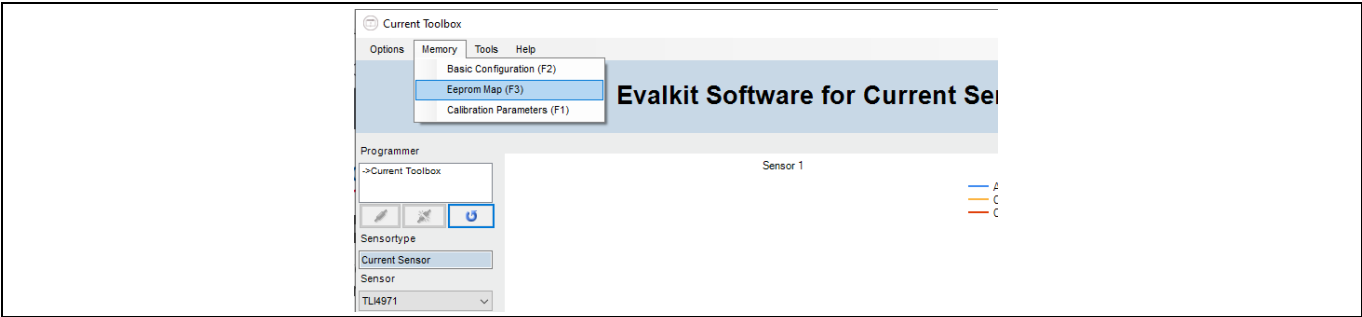 Current Toolbox
Options Memory Tools Help
Basic Configuration (F2)
Eeprom Map (F3)
Calibration Parameters (F1)
Evalkit Software for Current Se
Programmer
->Current Toolbox
Sensor 1
A
C
C
Sensortype
Current Sensor
Sensor
TLI4971